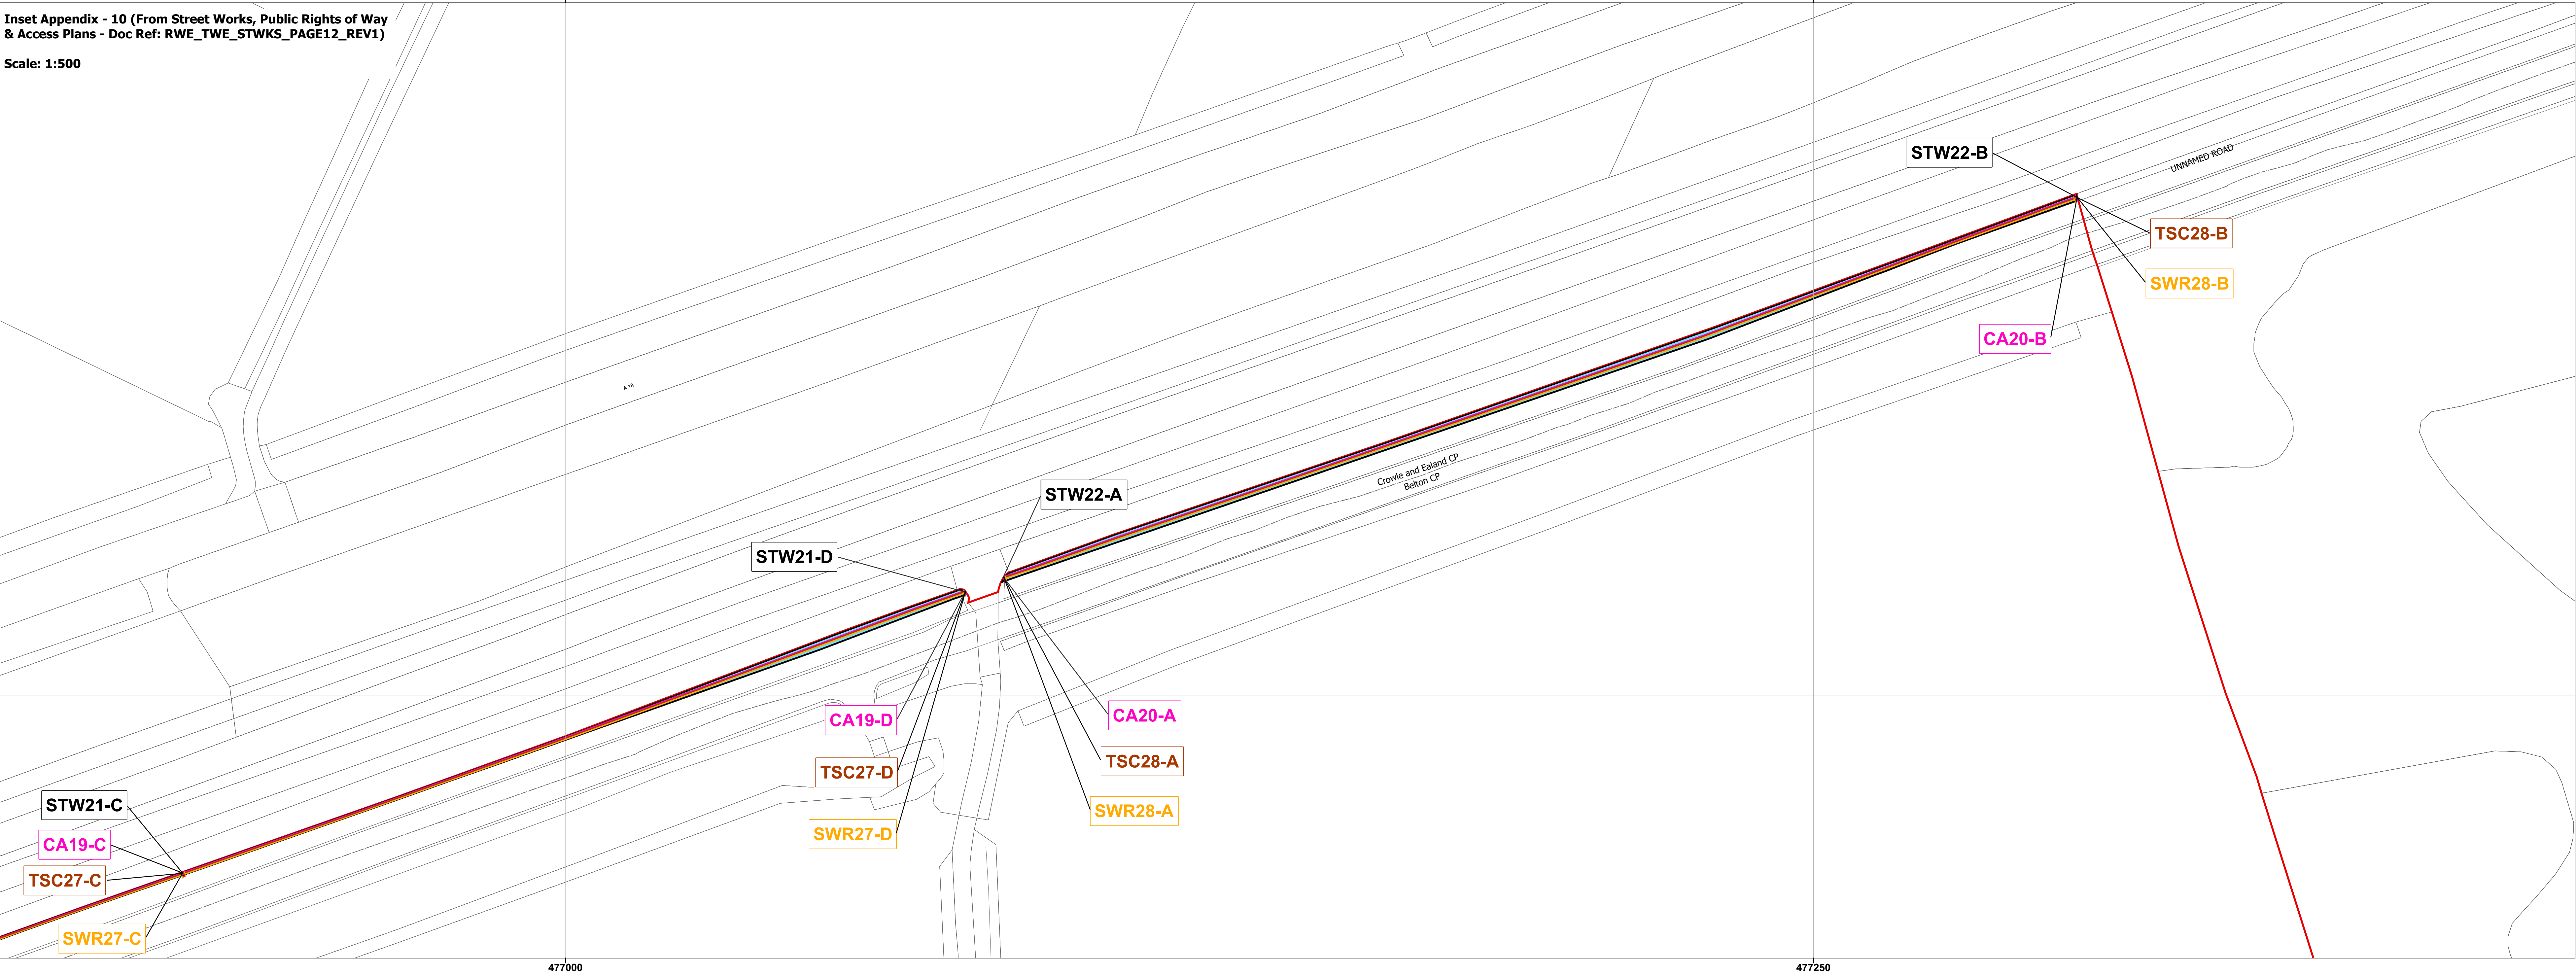 Inset Appendix - 10 (From Street Works, Public Rights of Way
& Access Plans - Doc Ref: RWE_TWE_STWKS_PAGE12_REV1)
Scale: 1:500
STW22-B
UNNAMED ROAD
TSC28-B
SWR28-B
CA20-B
A 18
Crowle and Ealand CP
Belton CP
STW22-A
STW21-D
CA19-D
CA20-A
TSC27-D
TSC28-A
SWR27-D
SWR28-A
STW21-C
CA19-C
TSC27-C
SWR27-C
477000
477250